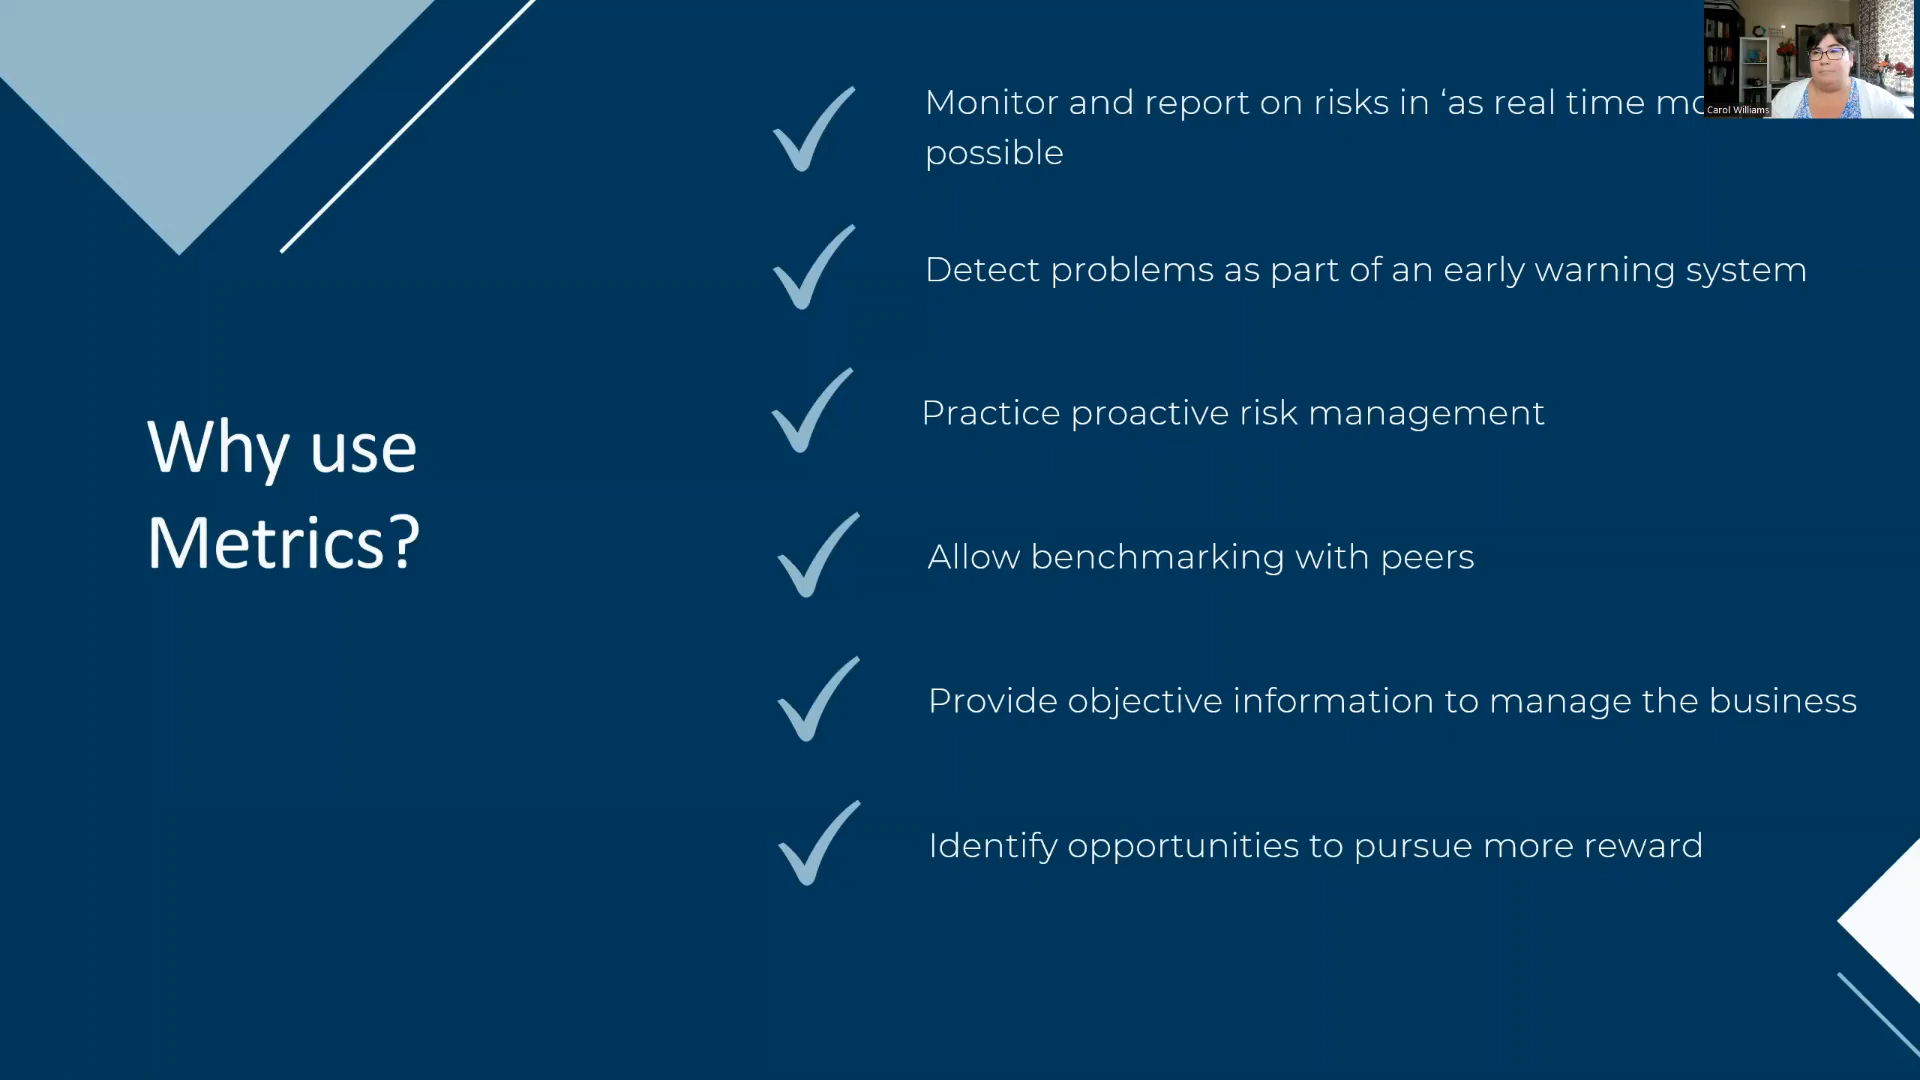 Why use
Metrics?
Monitor and report on risks in ‘as real time
possible
Detect problems as part of an early warning system
Practice proactive risk management
Allow benchmarking with peers
Provide objective information to manage the business
Identify opportunities to pursue more reward
Carol Williams